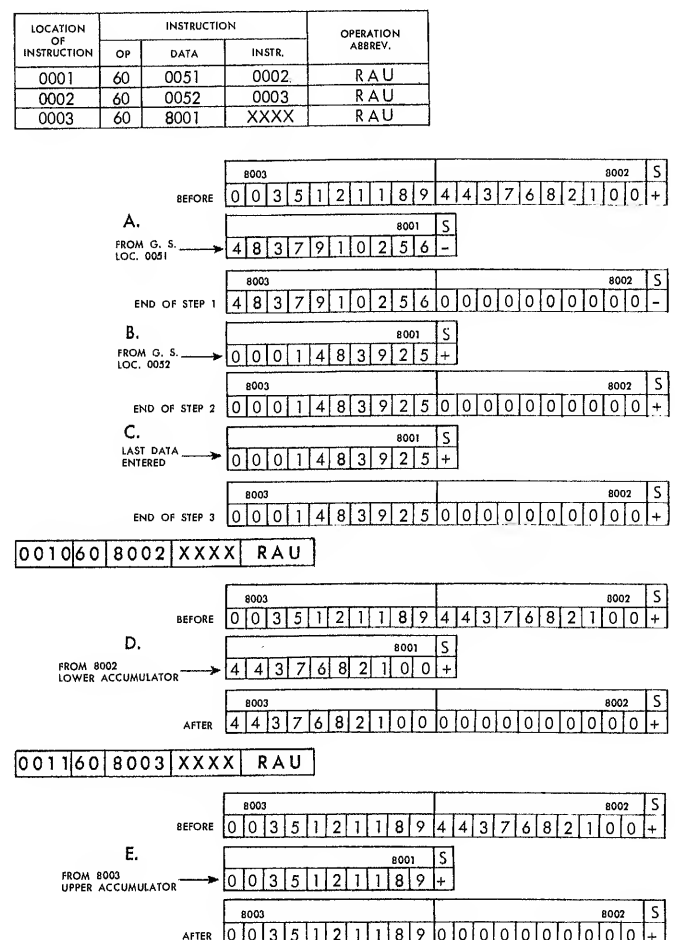 LOCATION OF INSTRUCTION | INSTRUCTION | OPERATION ABBREV.
OP | DATA | INSTR.
0001 | 60 | 0051 | 0002 | RAU
0002 | 60 | 0052 | 0003 | RAU
0003 | 60 | 8001 | XXXX | RAU
8003 8002 S
BEFORE 0 0 3 5 1 2 1 1 8 9 4 4 3 7 6 8 2 1 0 0 +
A.
8001 S
FROM G. S. LOC. 0051 4 8 3 7 9 1 0 2 5 6 -
8003 8002 S
END OF STEP 1 4 8 3 7 9 1 0 2 5 6 0 0 0 0 0 0 0 0 0 0 -
B.
8001 S
FROM G. S. LOC. 0052 0 0 0 1 4 8 3 9 2 5 +
8003 8002 S
END OF STEP 2 0 0 0 1 4 8 3 9 2 5 0 0 0 0 0 0 0 0 0 0 +
C.
8001 S
LAST DATA ENTERED 0 0 0 1 4 8 3 9 2 5 +
8003 8002 S
END OF STEP 3 0 0 0 1 4 8 3 9 2 5 0 0 0 0 0 0 0 0 0 0 +
0010 60 8002 XXXX RAU
8003 8002 S
BEFORE 0 0 3 5 1 2 1 1 8 9 4 4 3 7 6 8 2 1 0 0 +
D.
8001 S
FROM 8002 LOWER ACCUMULATOR 4 4 3 7 6 8 2 1 0 0 +
8003 8002 S
AFTER 4 4 3 7 6 8 2 1 0 0 0 0 0 0 0 0 0 0 0 0 +
0011 60 8003 XXXX RAU
8003 8002 S
BEFORE 0 0 3 5 1 2 1 1 8 9 4 4 3 7 6 8 2 1 0 0 +
E.
8001 S
FROM 8003 UPPER ACCUMULATOR 0 0 3 5 1 2 1 1 8 9 +
8003 8002 S
AFTER 0 0 3 5 1 2 1 1 8 9 0 0 0 0 0 0 0 0 0 0 +